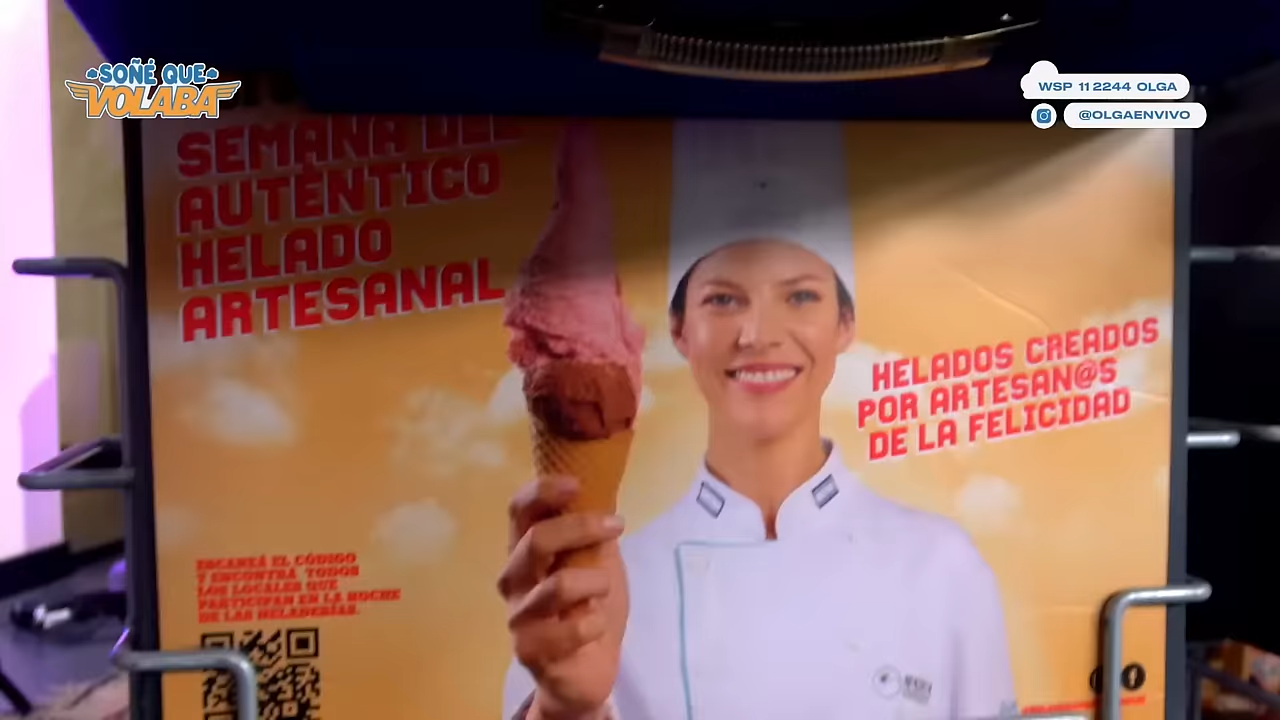 SOÑÉ QUE
VOLABA
WSP 11 2244 OLGA
@OLGAENVIVO
SEMANA DEL
AUTÉNTICO
HELADO
ARTESANAL
HELADOS CREADOS
POR ARTESAN@S
DE LA FELICIDAD
ESCANEÁ EL CÓDIGO
Y ENCONTRÁ TODOS
LOS LOCALES QUE
PARTICIPAN EN LA NOCHE
DE LAS HELADERÍAS.